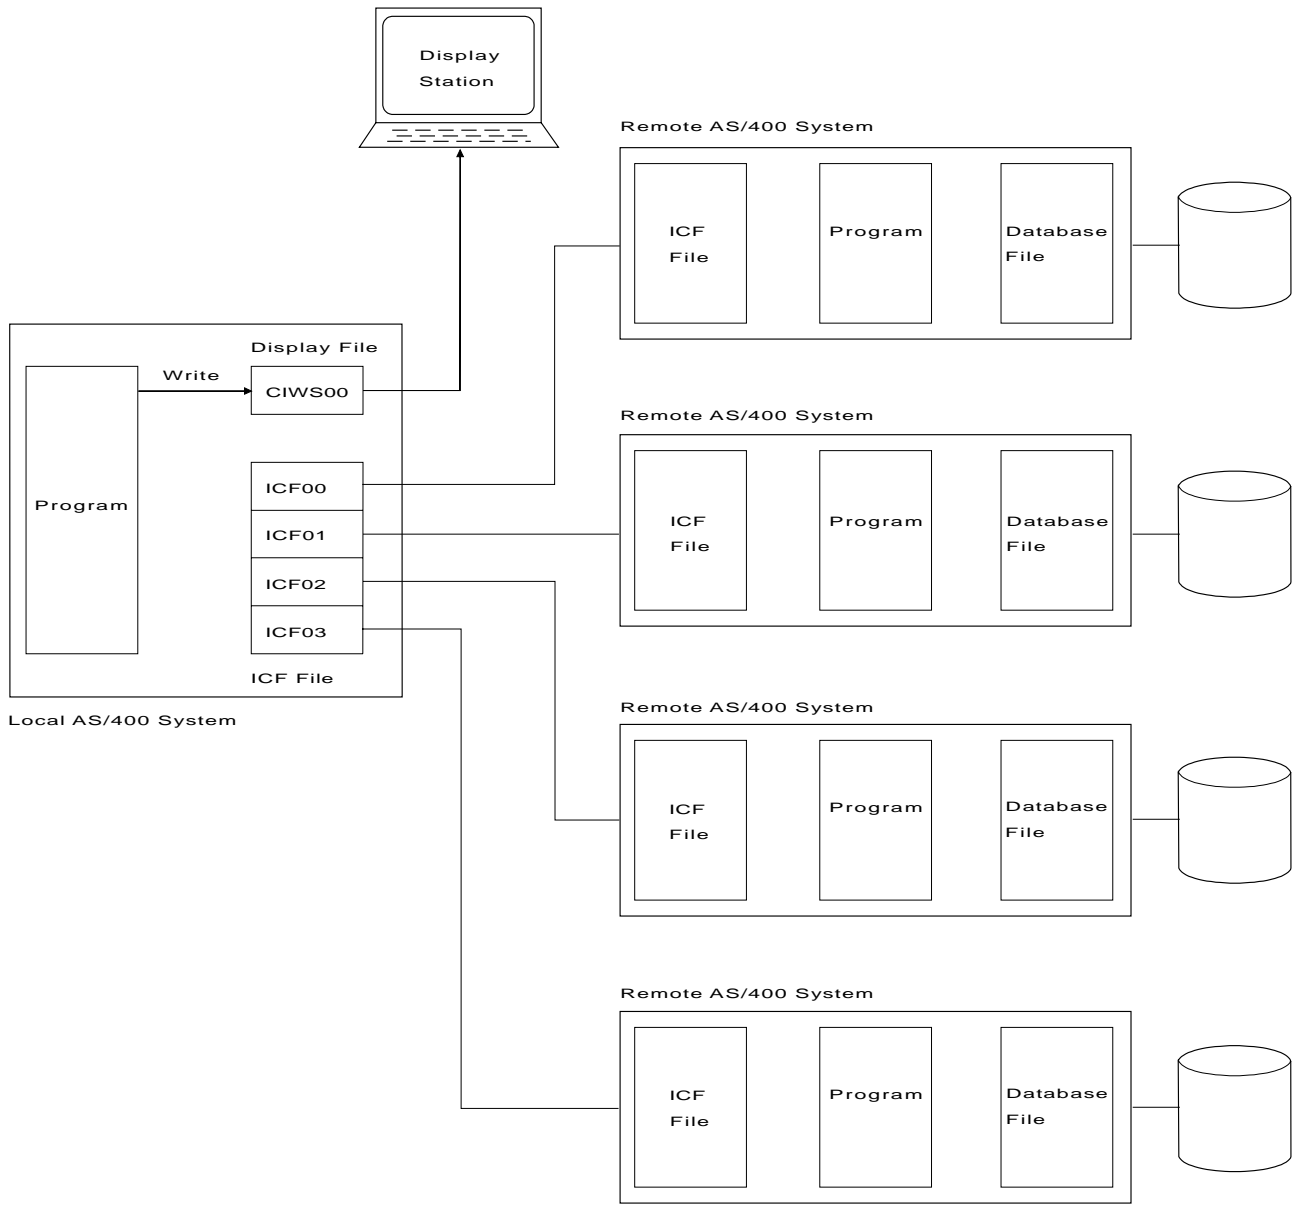 Display
Station
Remote AS/400 System
ICF
File
Program
Database
File
Display File
Write
CIWS00
Program
ICF00
ICF01
ICF02
ICF03
ICF File
Local AS/400 System
Remote AS/400 System
ICF
File
Program
Database
File
Remote AS/400 System
ICF
File
Program
Database
File
Remote AS/400 System
ICF
File
Program
Database
File